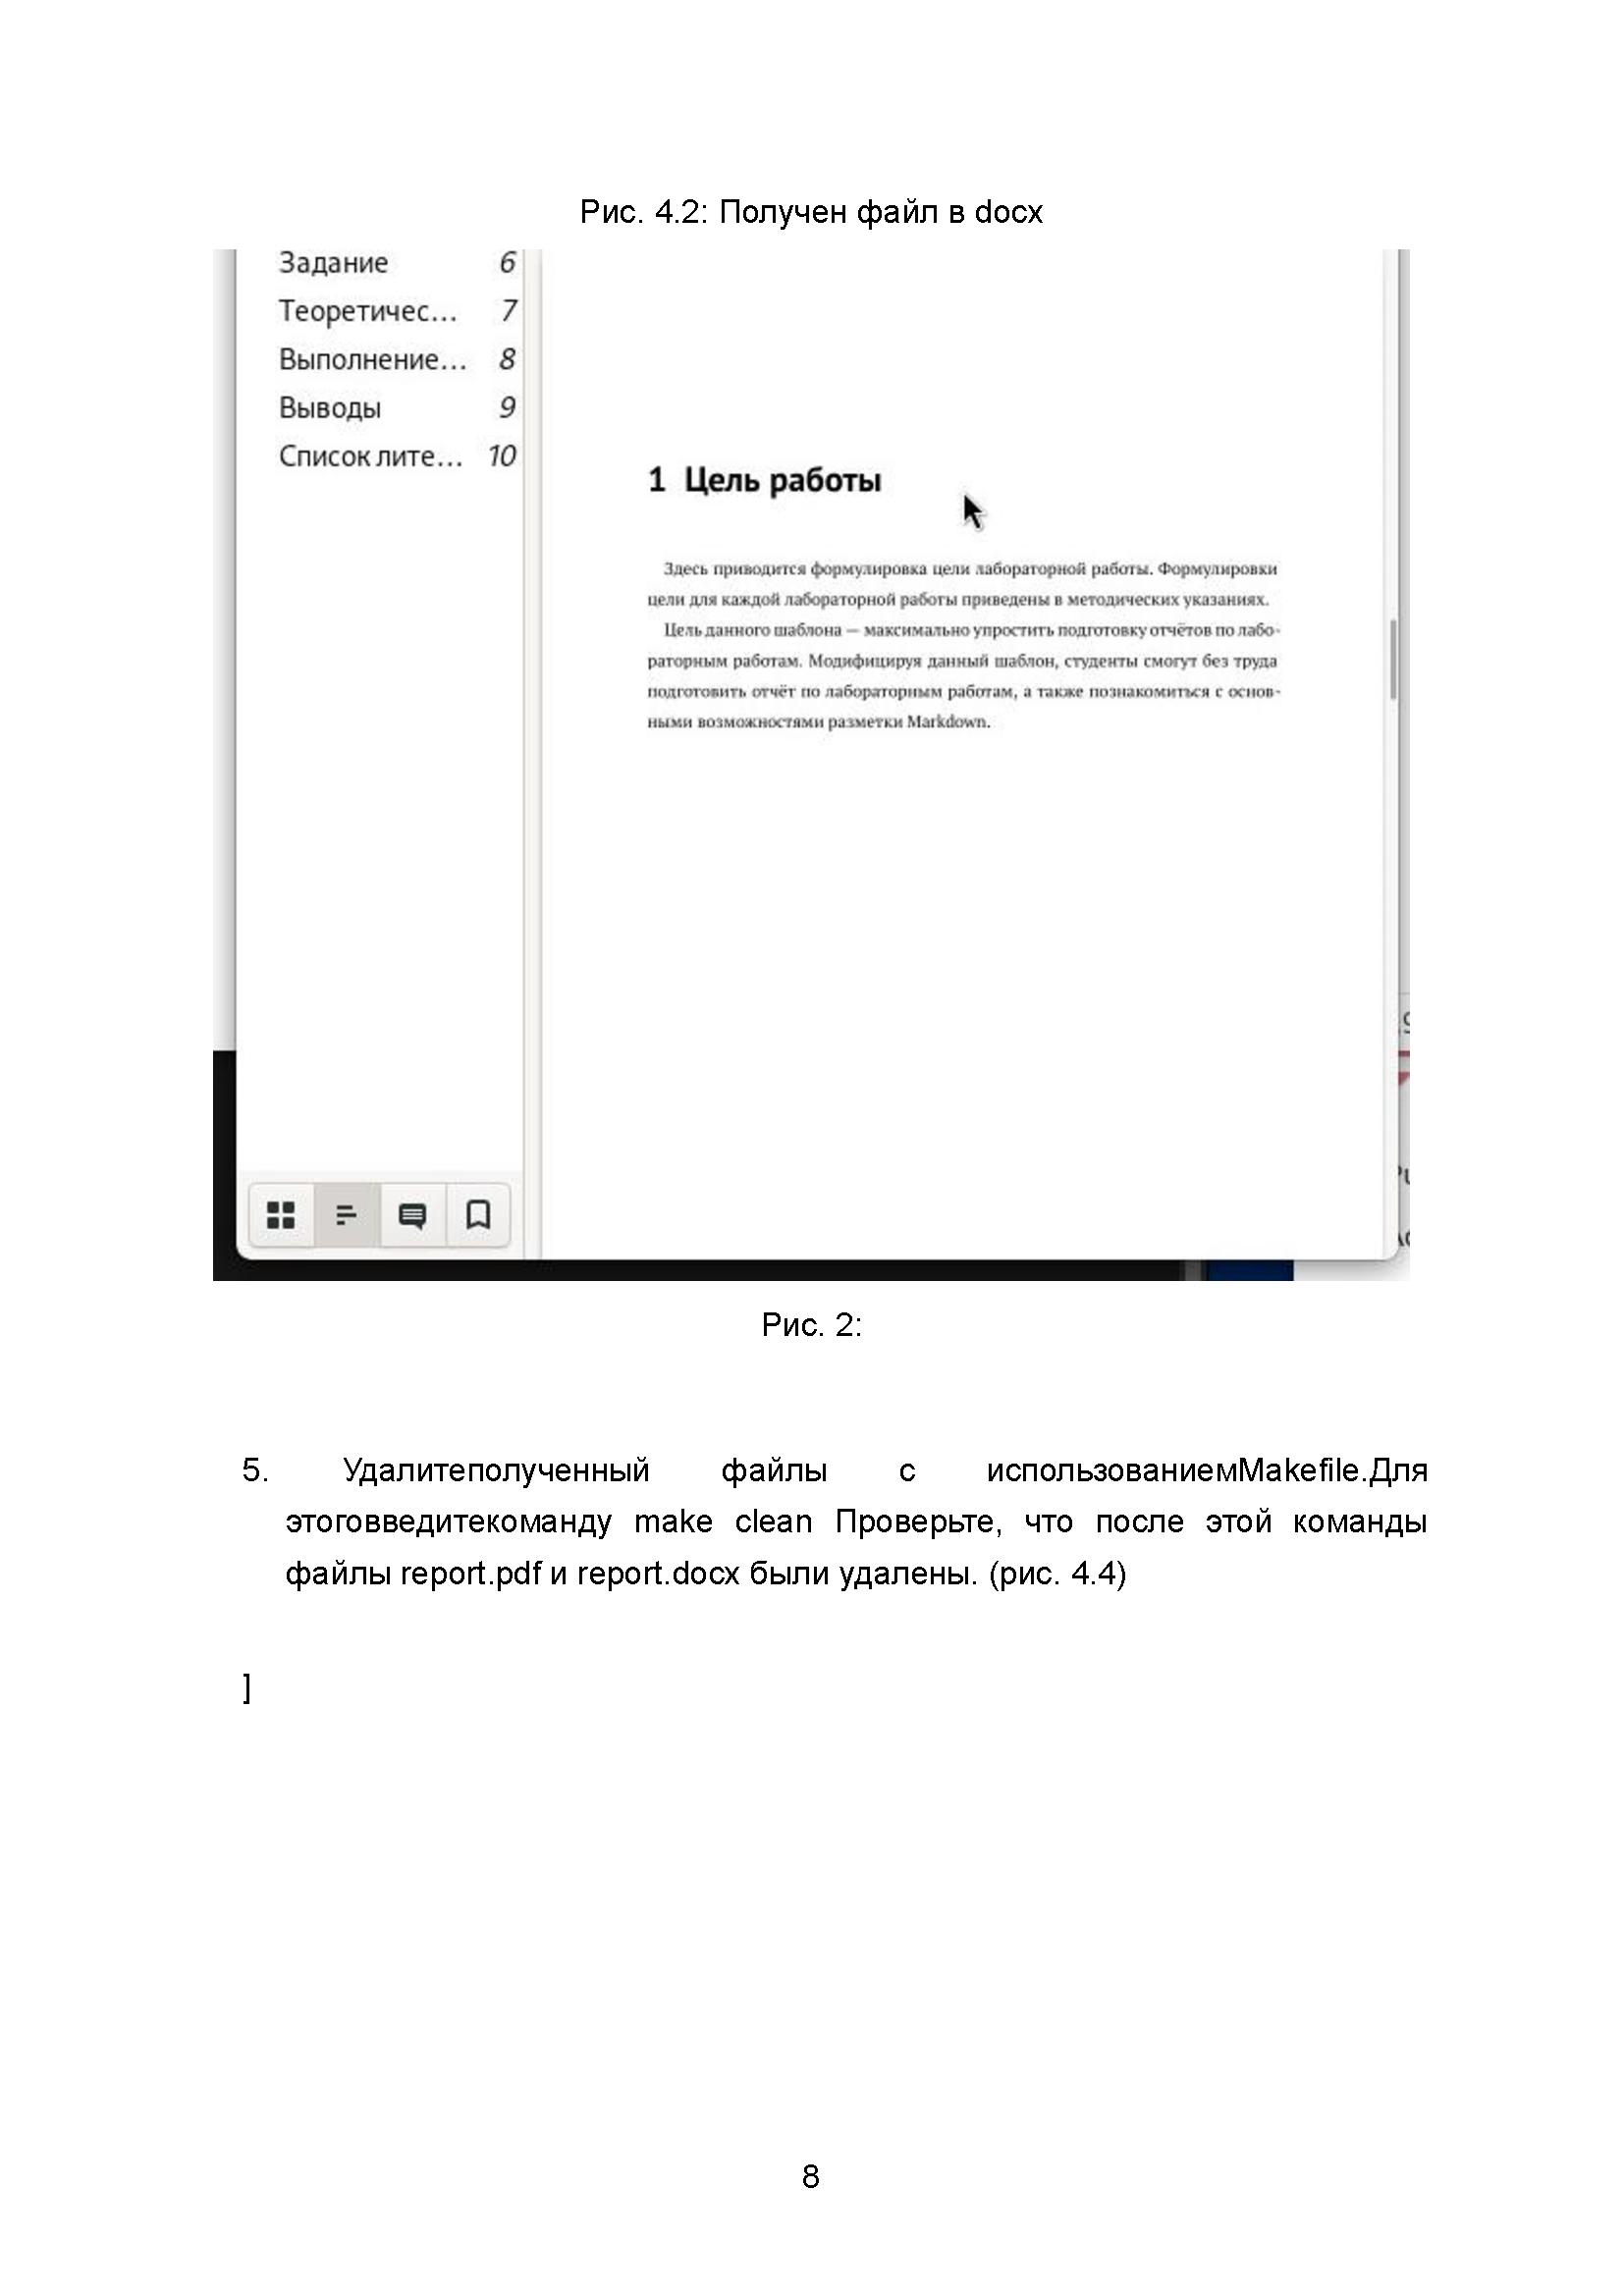 Рис. 4.2: Получен файл в docx
Задание 6
Теоретичес… 7
Выполнение… 8
Выводы 9
Список лите… 10
1 Цель работы
Здесь приводится формулировка цели лабораторной работы. Формулировки
цели для каждой лабораторной работы приведены в методических указаниях.
Цель данного шаблона — максимально упростить подготовку отчётов по лабо-
раторным работам. Модифицируя данный шаблон, студенты смогут без труда
подготовить отчёт по лабораторным работам, а также познакомиться с основ-
ными возможностями разметки Markdown.
Рис. 2:
5. Удалитеполученный файлы с использованиемMakefile.Для
этоговведитекоманду make clean Проверьте, что после этой команды
файлы report.pdf и report.docx были удалены. (рис. 4.4)
]
8